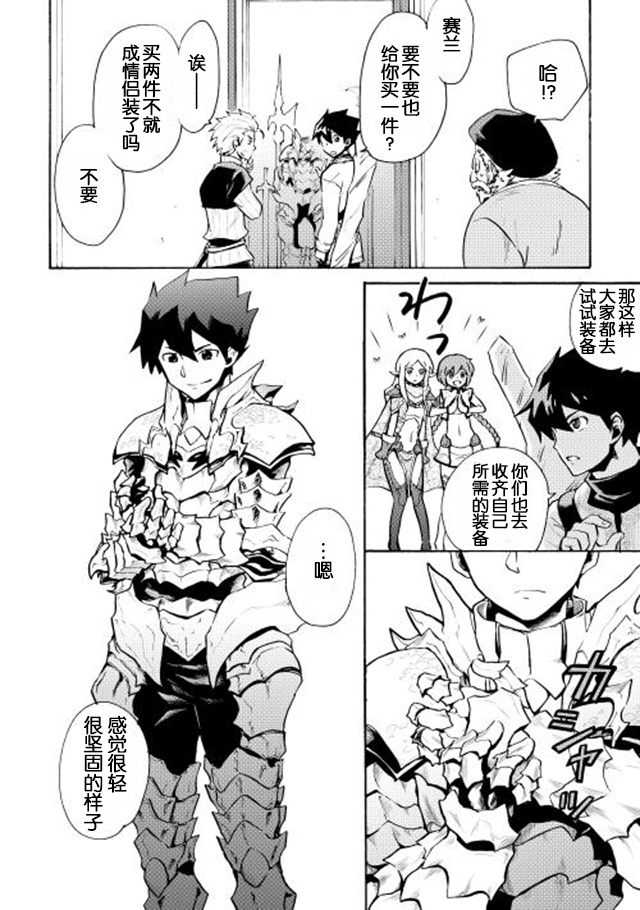 哈!?
赛兰
要不要也
给你买一件？
诶——
买两件不就
成情侣装了吗
不要
那这样
大家都去
试试装备
わっ
你们也去
收齐自己
所需的装备
ガシャッ
…嗯
感觉很轻
很坚固的样子